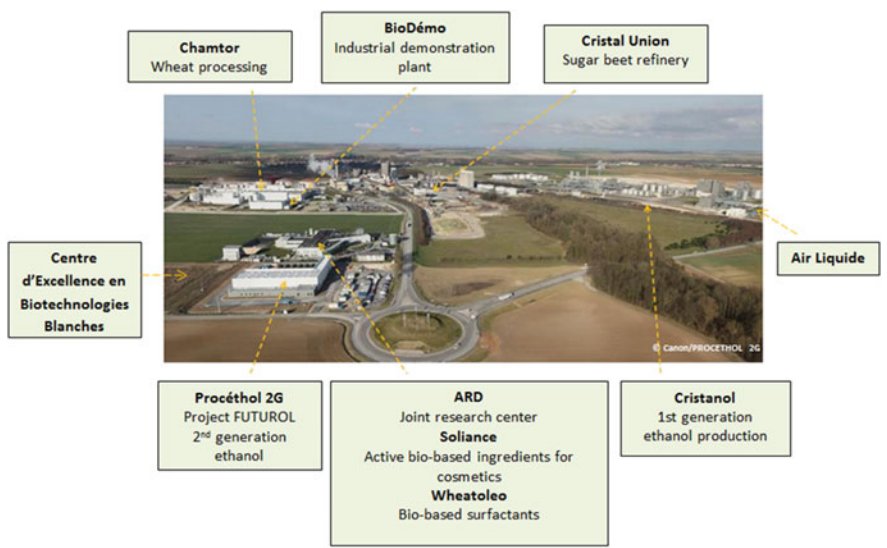 Chamtor
Wheat processing
BioDémo
Industrial demonstration
plant
Cristal Union
Sugar beet refinery
Centre
d'Excellence en
Biotechnologies
Blanches
Air Liquide
© Canon/PROCETHOL 2G
Procéthol 2G
Project FUTUROL
2nd generation
ethanol
ARD
Joint research center
Soliance
Active bio-based ingredients for
cosmetics
Wheatoleo
Bio-based surfactants
Cristanol
1st generation
ethanol production